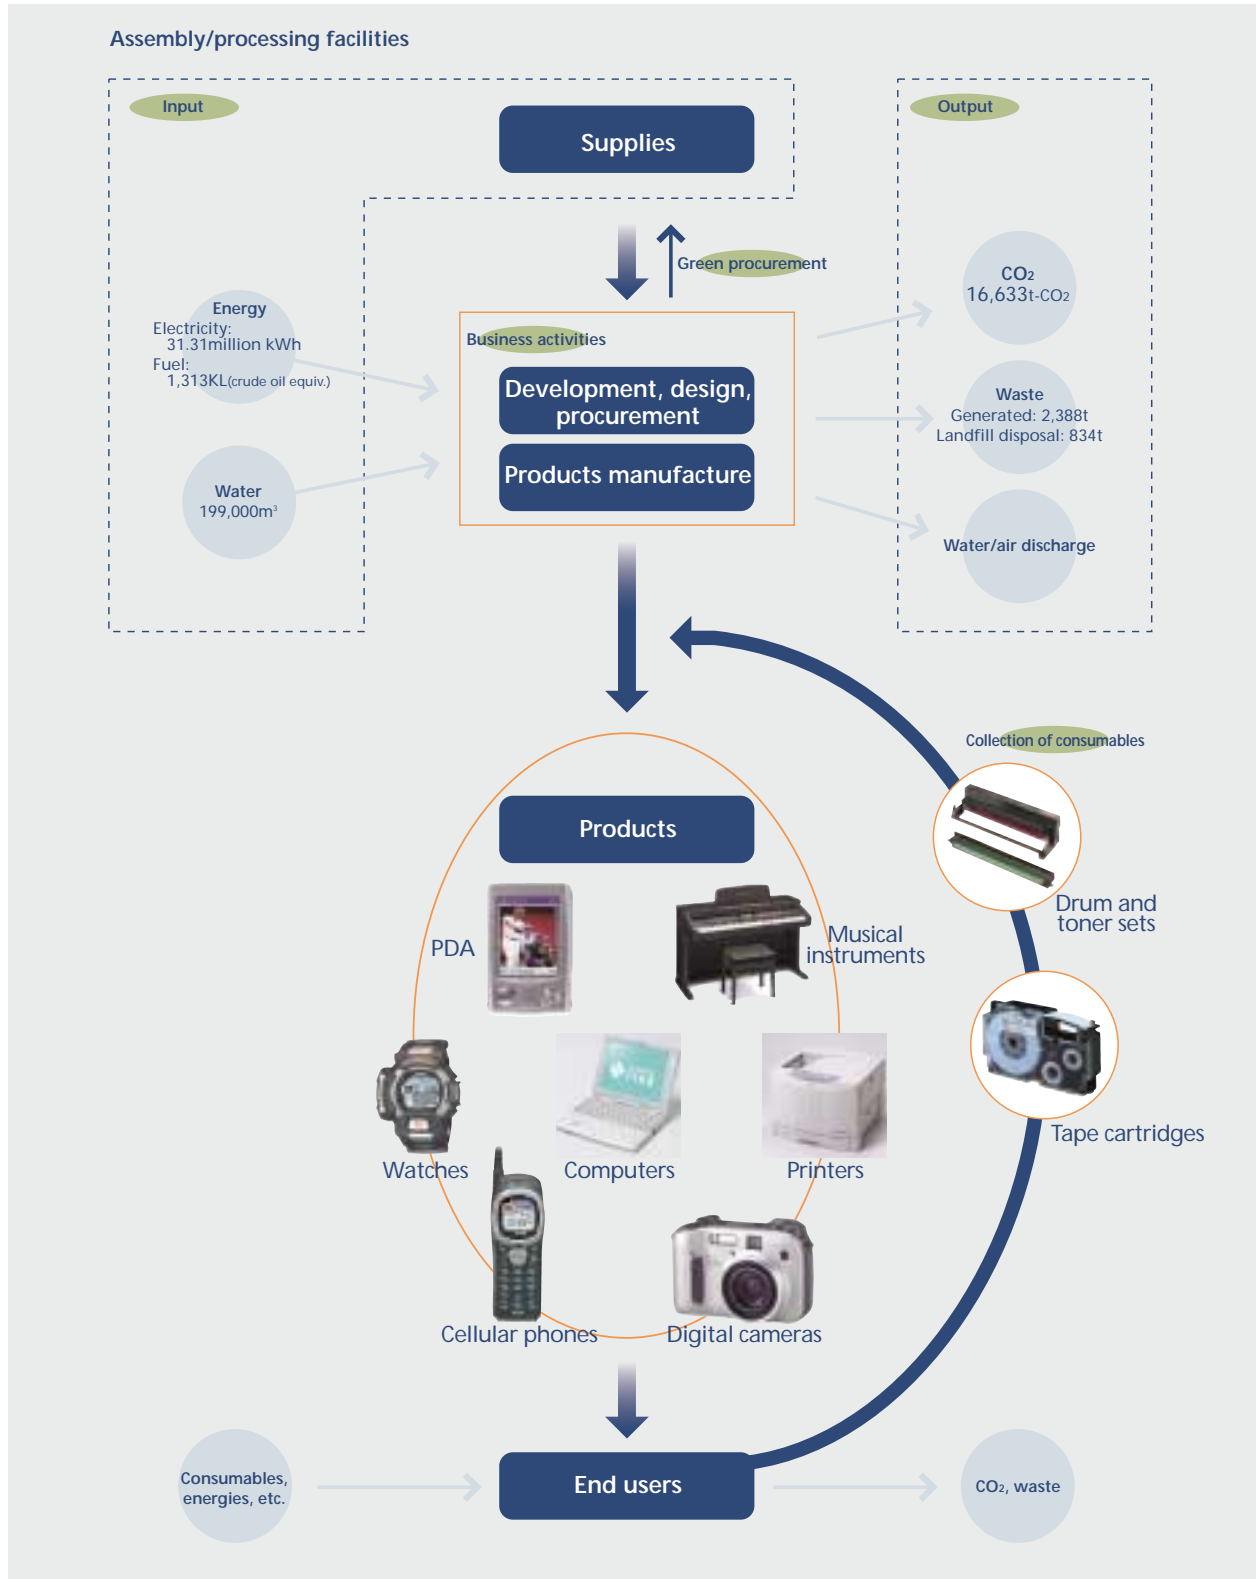 Assembly/processing facilities
Input
Supplies
Output
Green procurement
CO₂
16,633t-CO₂
Energy
Electricity:
31.31million kWh
Fuel:
1,313KL(crude oil equiv.)
Business activities
Development, design,
procurement
Products manufacture
Waste
Generated: 2,388t
Landfill disposal: 834t
Water
199,000m³
Water/air discharge
Collection of consumables
Products
Drum and
toner sets
PDA
Musical
instruments
Tape cartridges
Watches
Computers
Printers
Cellular phones
Digital cameras
Consumables,
energies, etc.
End users
CO₂, waste